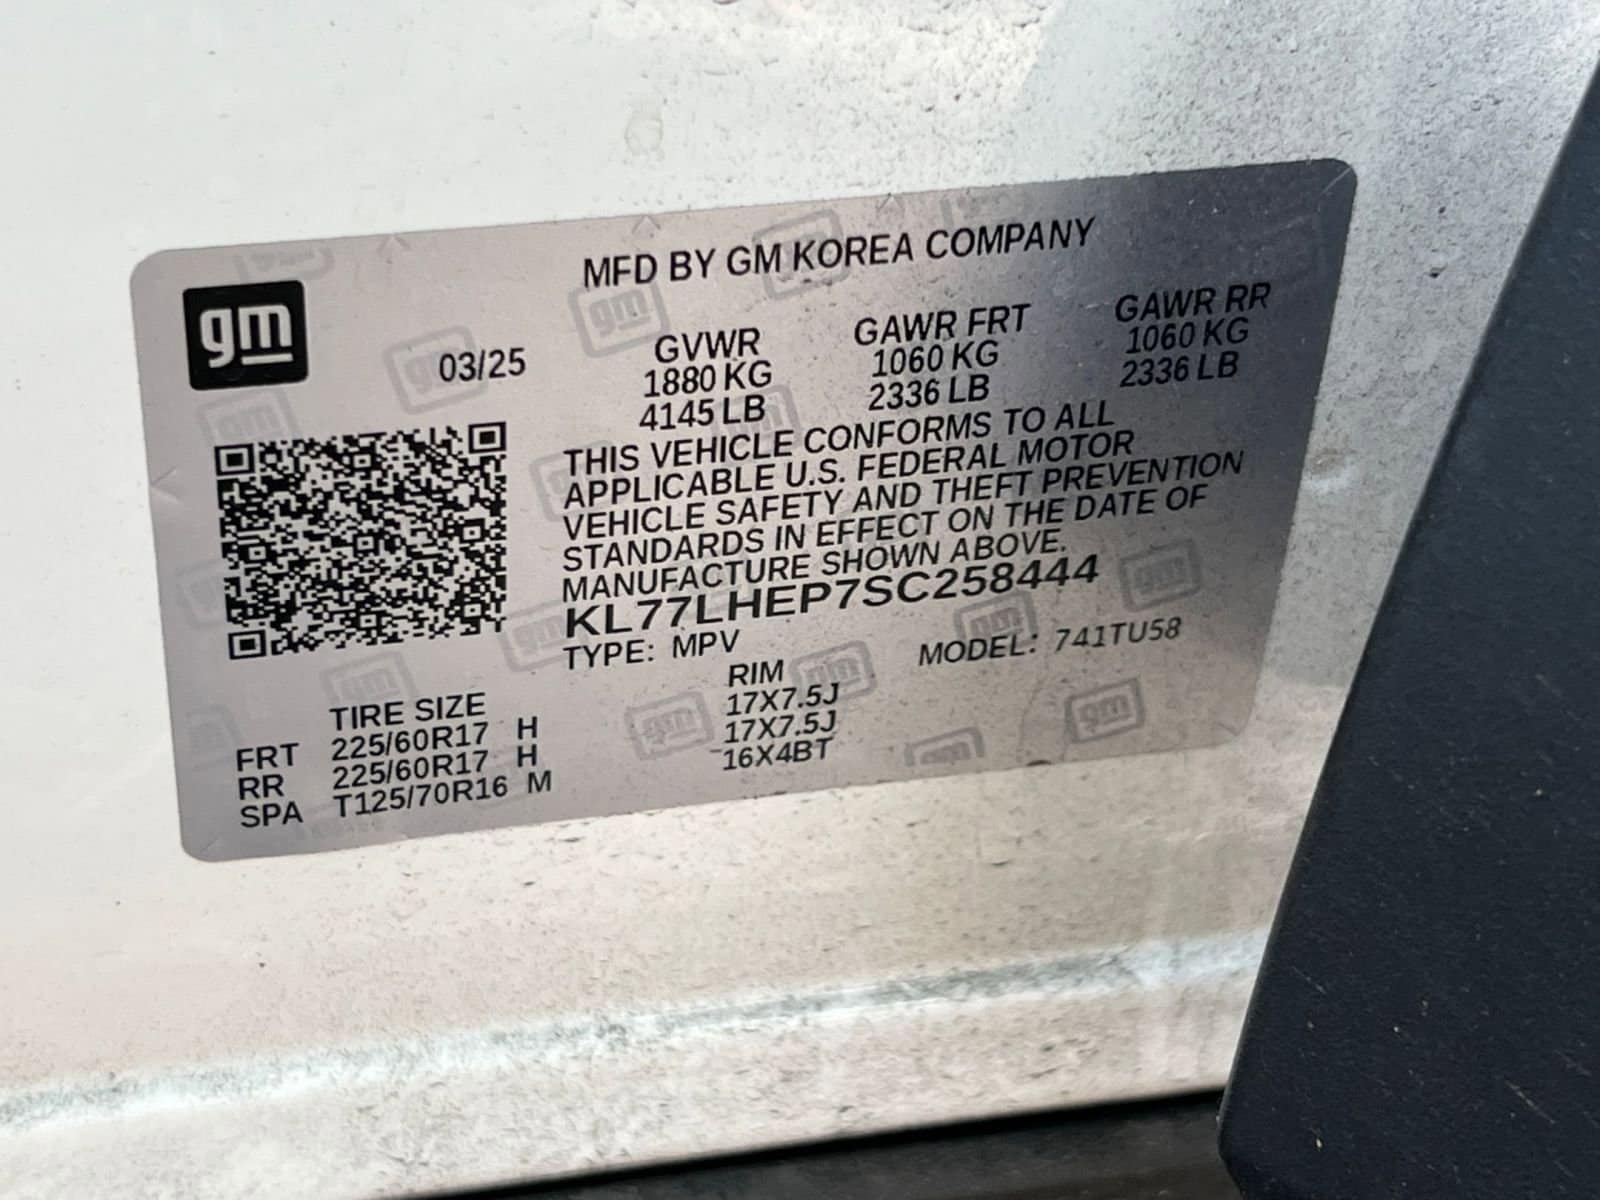 gm
MFD BY GM KOREA COMPANY
03/25
GVWR GAWR FRT GAWR RR
1880 KG 1060 KG 1060 KG
4145 LB 2336 LB 2336 LB
THIS VEHICLE CONFORMS TO ALL
APPLICABLE U.S. FEDERAL MOTOR
VEHICLE SAFETY AND THEFT PREVENTION
STANDARDS IN EFFECT ON THE DATE OF
MANUFACTURE SHOWN ABOVE.
KL77LHEP7SC258444
TYPE: MPV MODEL: 741TU58
TIRE SIZE RIM
FRT 225/60R17 H 17X7.5J
RR 225/60R17 H 17X7.5J
SPA T125/70R16 M 16X4BT